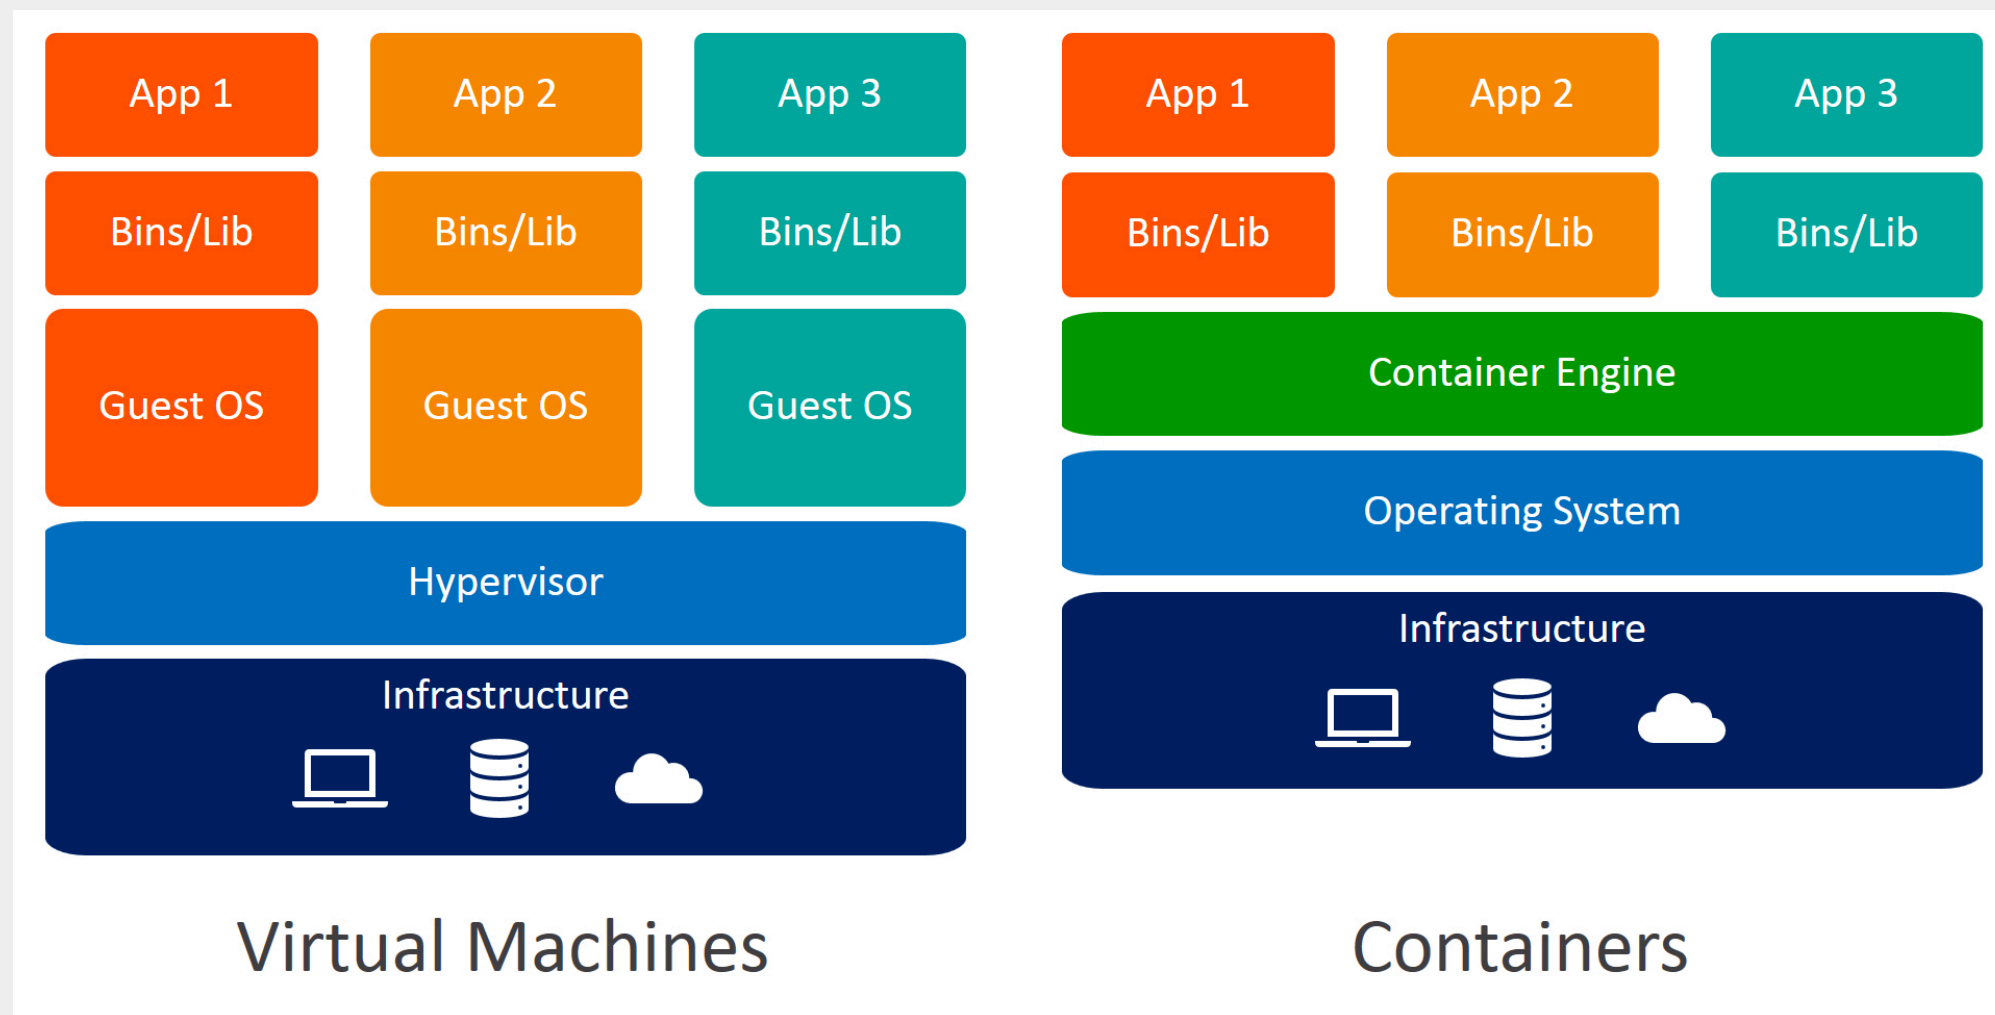 App 1
App 2
App 3
Bins/Lib
Bins/Lib
Bins/Lib
Guest OS
Guest OS
Guest OS
Hypervisor
Infrastructure
Virtual Machines
App 1
App 2
App 3
Bins/Lib
Bins/Lib
Bins/Lib
Container Engine
Operating System
Infrastructure
Containers